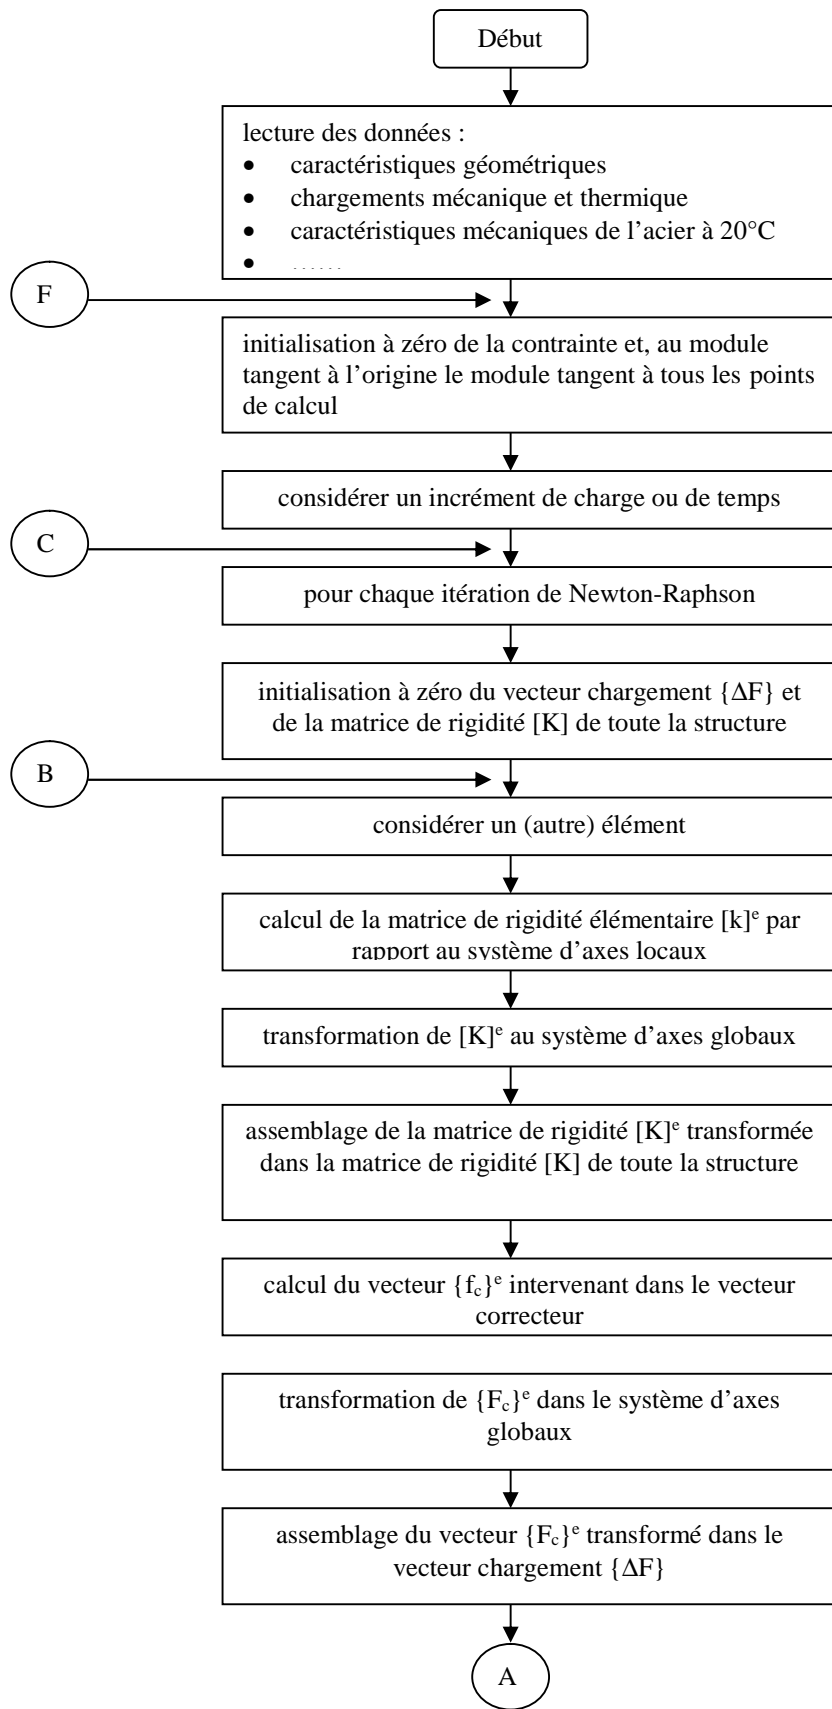 Début
lecture des données :
• caractéristiques géométriques
• chargements mécanique et thermique
• caractéristiques mécaniques de l’acier à 20°C
• ……
F
initialisation à zéro de la contrainte et, au module
tangent à l’origine le module tangent à tous les points
de calcul
considérer un incrément de charge ou de temps
C
pour chaque itération de Newton-Raphson
initialisation à zéro du vecteur chargement {ΔF} et
de la matrice de rigidité [K] de toute la structure
B
considérer un (autre) élément
calcul de la matrice de rigidité élémentaire [k]ᵉ par
rapport au système d’axes locaux
transformation de [K]ᵉ au système d’axes globaux
assemblage de la matrice de rigidité [K]ᵉ transformée
dans la matrice de rigidité [K] de toute la structure
calcul du vecteur {f_c}ᵉ intervenant dans le vecteur
correcteur
transformation de {F_c}ᵉ dans le système d’axes
globaux
assemblage du vecteur {F_c}ᵉ transformé dans le
vecteur chargement {ΔF}
A